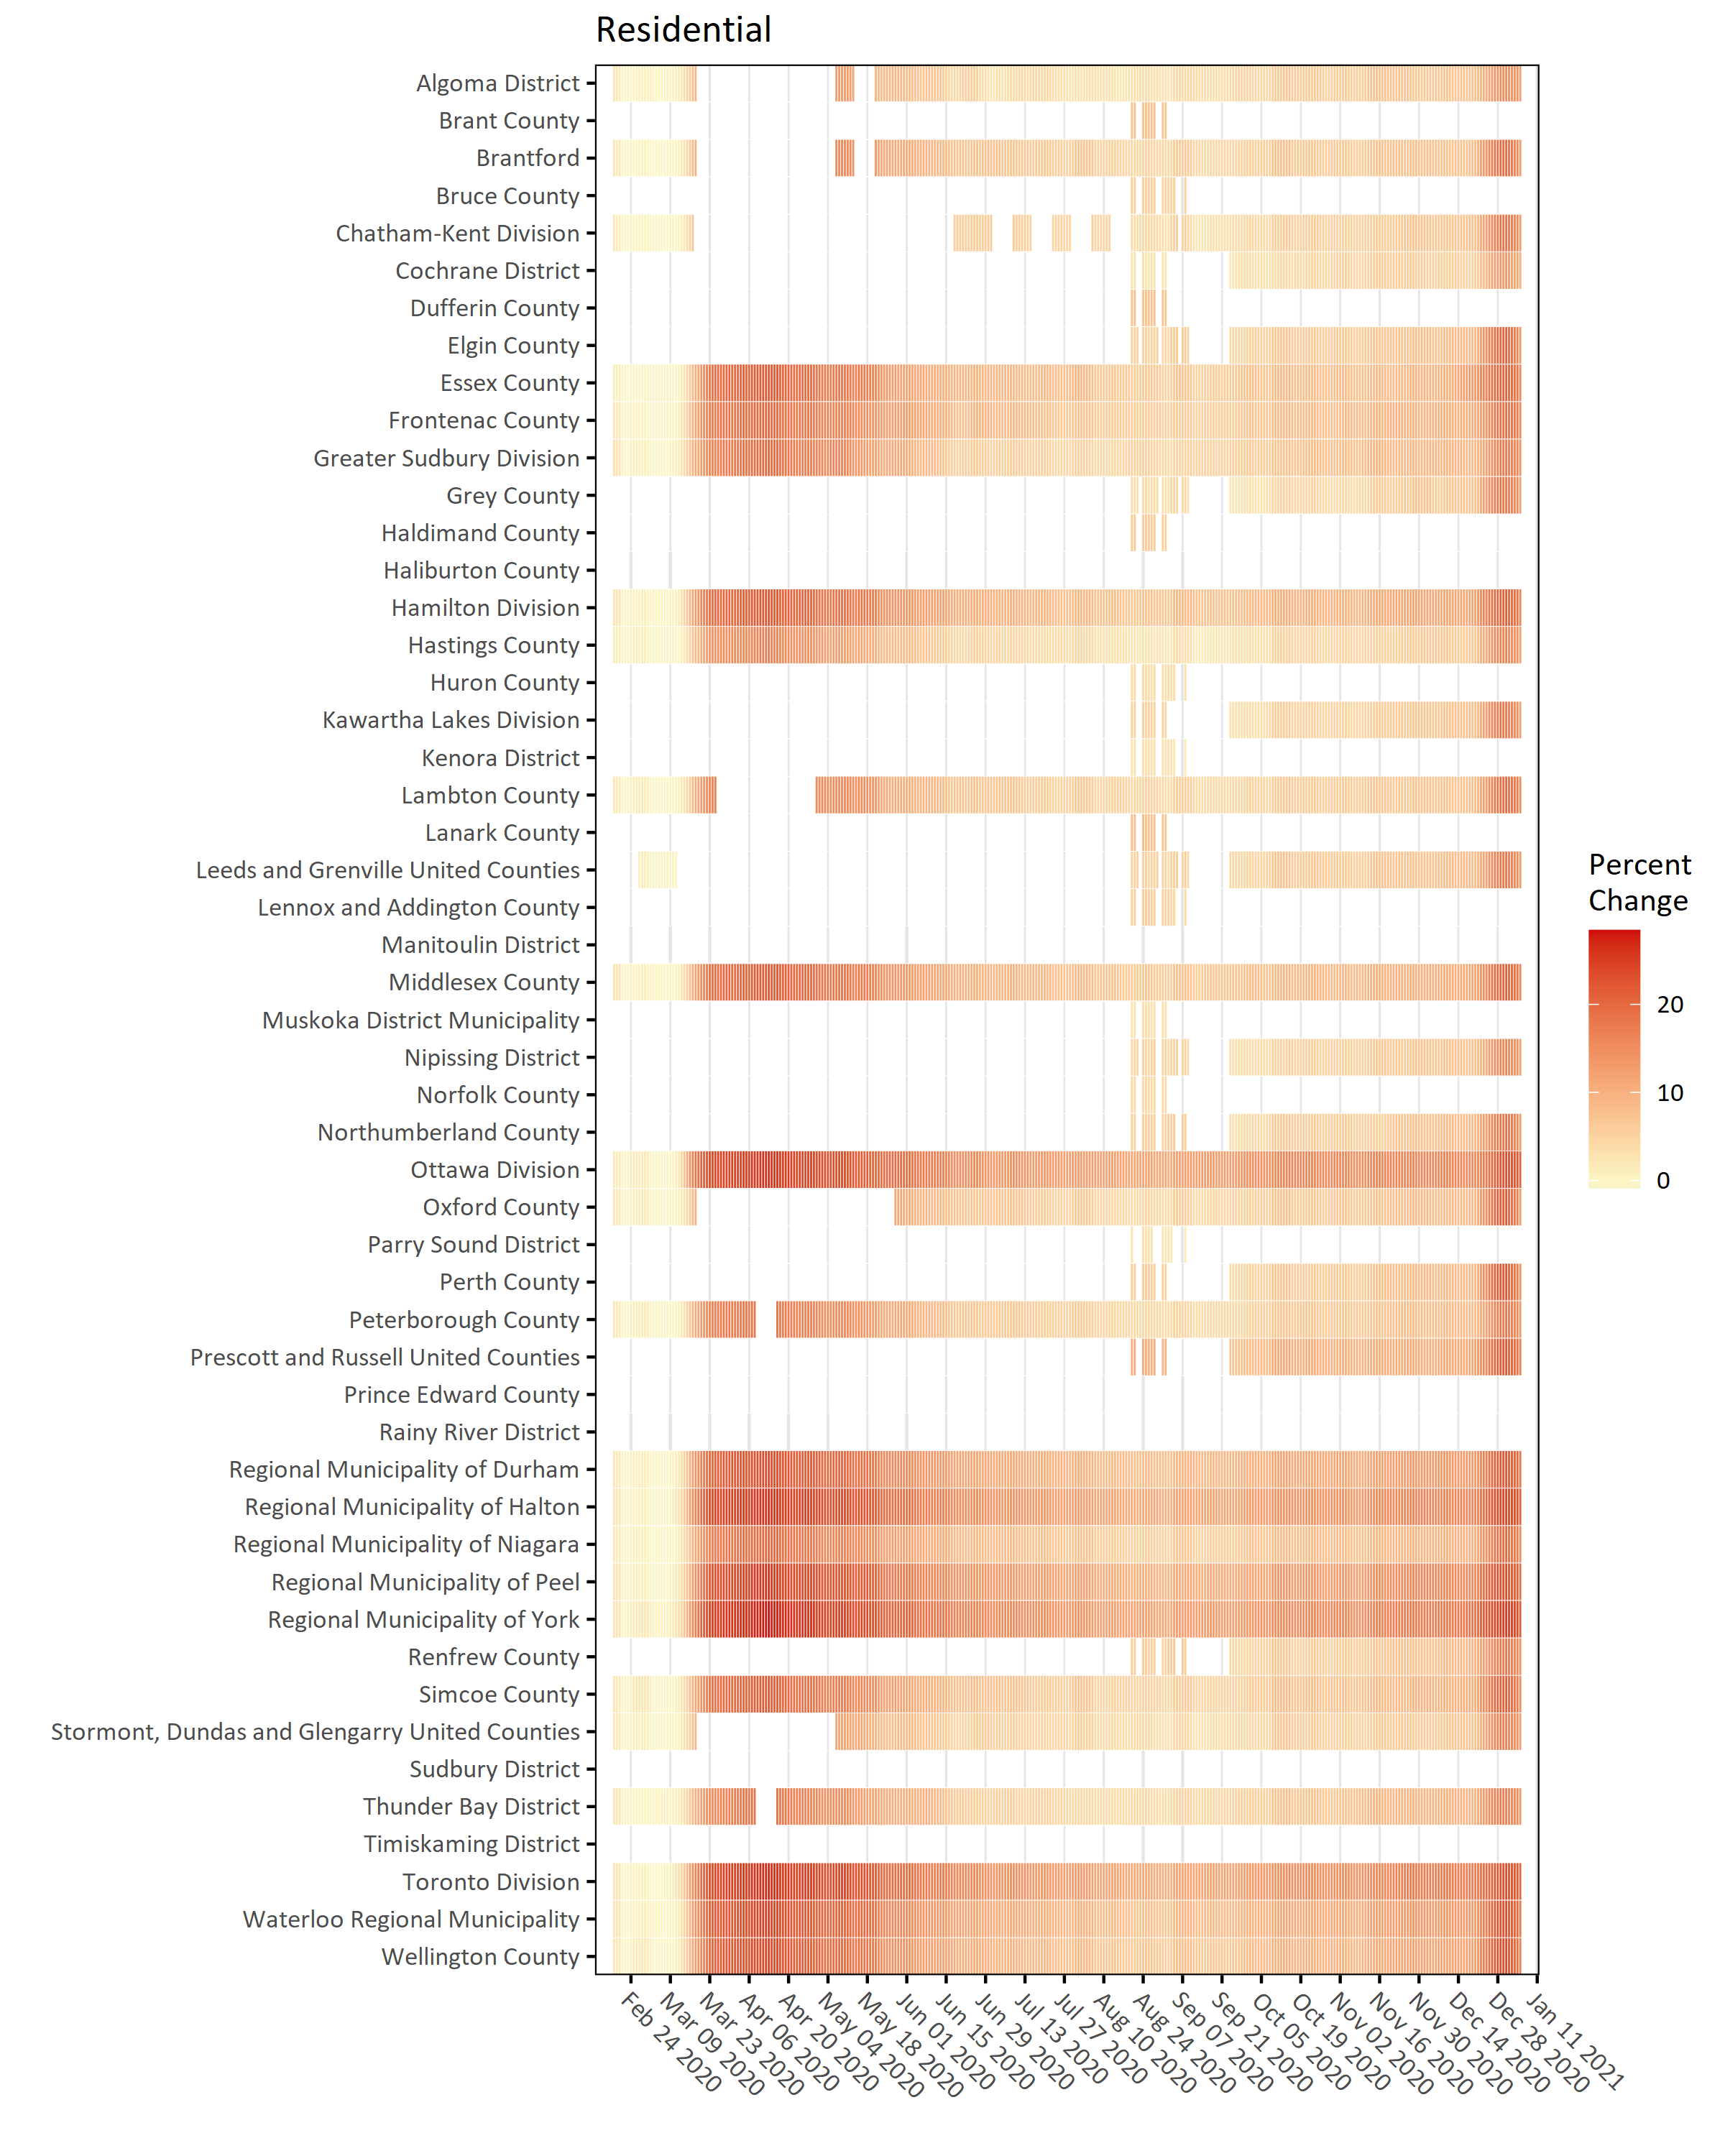 Residential
Algoma District
Brant County
Brantford
Bruce County
Chatham-Kent Division
Cochrane District
Dufferin County
Elgin County
Essex County
Frontenac County
Greater Sudbury Division
Grey County
Haldimand County
Haliburton County
Hamilton Division
Hastings County
Huron County
Kawartha Lakes Division
Kenora District
Lambton County
Lanark County
Leeds and Grenville United Counties
Lennox and Addington County
Manitoulin District
Middlesex County
Muskoka District Municipality
Nipissing District
Norfolk County
Northumberland County
Ottawa Division
Oxford County
Parry Sound District
Perth County
Peterborough County
Prescott and Russell United Counties
Prince Edward County
Rainy River District
Regional Municipality of Durham
Regional Municipality of Halton
Regional Municipality of Niagara
Regional Municipality of Peel
Regional Municipality of York
Renfrew County
Simcoe County
Stormont, Dundas and Glengarry United Counties
Sudbury District
Thunder Bay District
Timiskaming District
Toronto Division
Waterloo Regional Municipality
Wellington County
Feb 24 2020
Mar 09 2020
Mar 23 2020
Apr 06 2020
Apr 20 2020
May 04 2020
May 18 2020
Jun 01 2020
Jun 15 2020
Jun 29 2020
Jul 13 2020
Jul 27 2020
Aug 10 2020
Aug 24 2020
Sep 07 2020
Sep 21 2020
Oct 05 2020
Oct 19 2020
Nov 02 2020
Nov 16 2020
Nov 30 2020
Dec 14 2020
Dec 28 2020
Jan 11 2021
Percent
Change
20
10
0